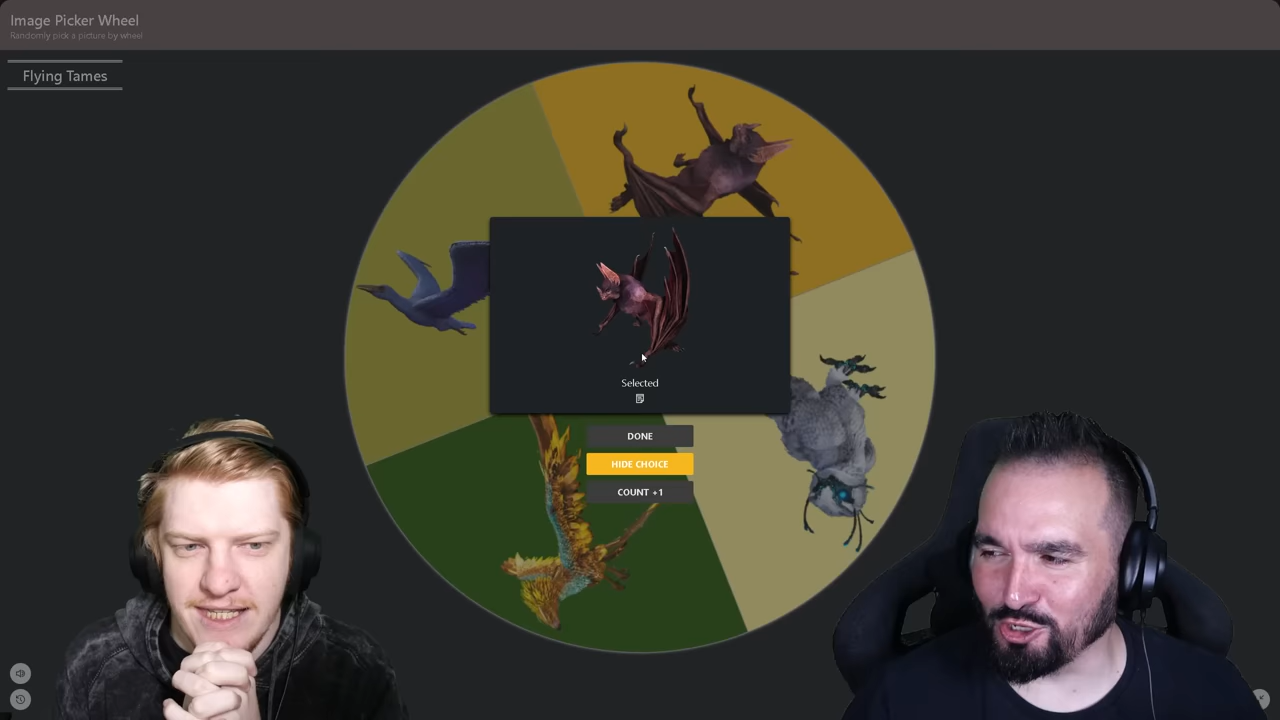 Image Picker Wheel
Randomly pick a picture by wheel
Flying Tames
Selected
DONE
HIDE CHOICE
COUNT +1